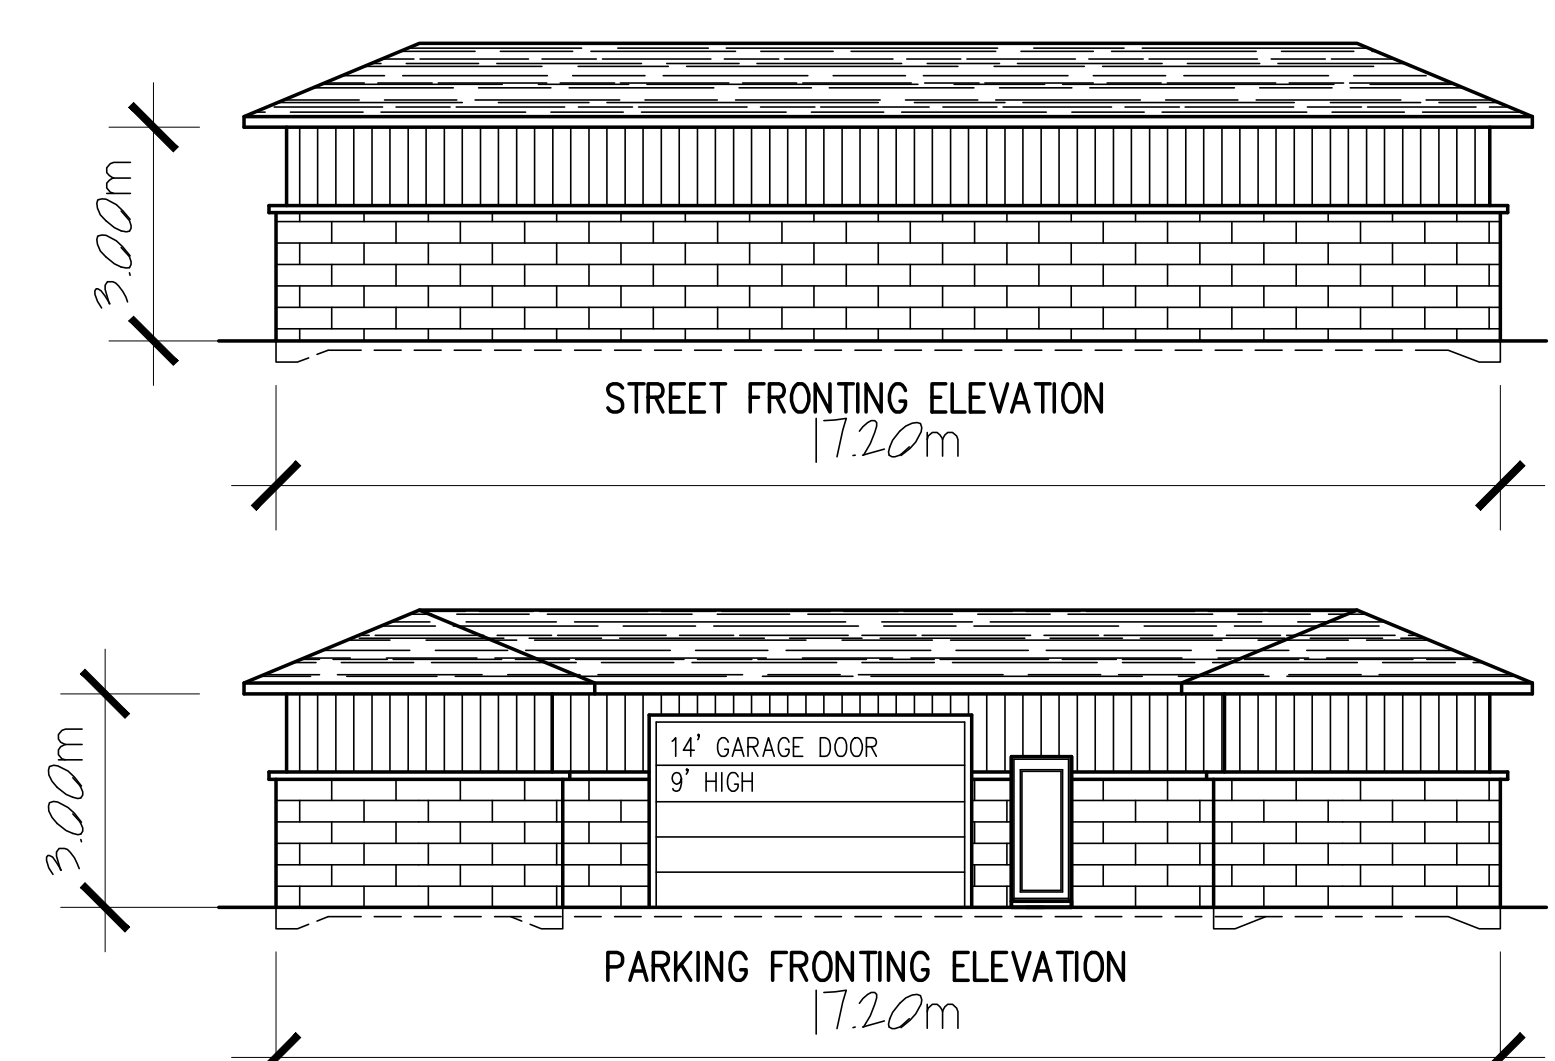 3.00m
STREET FRONTING ELEVATION
17.20m
14' GARAGE DOOR
9' HIGH
3.00m
PARKING FRONTING ELEVATION
17.20m